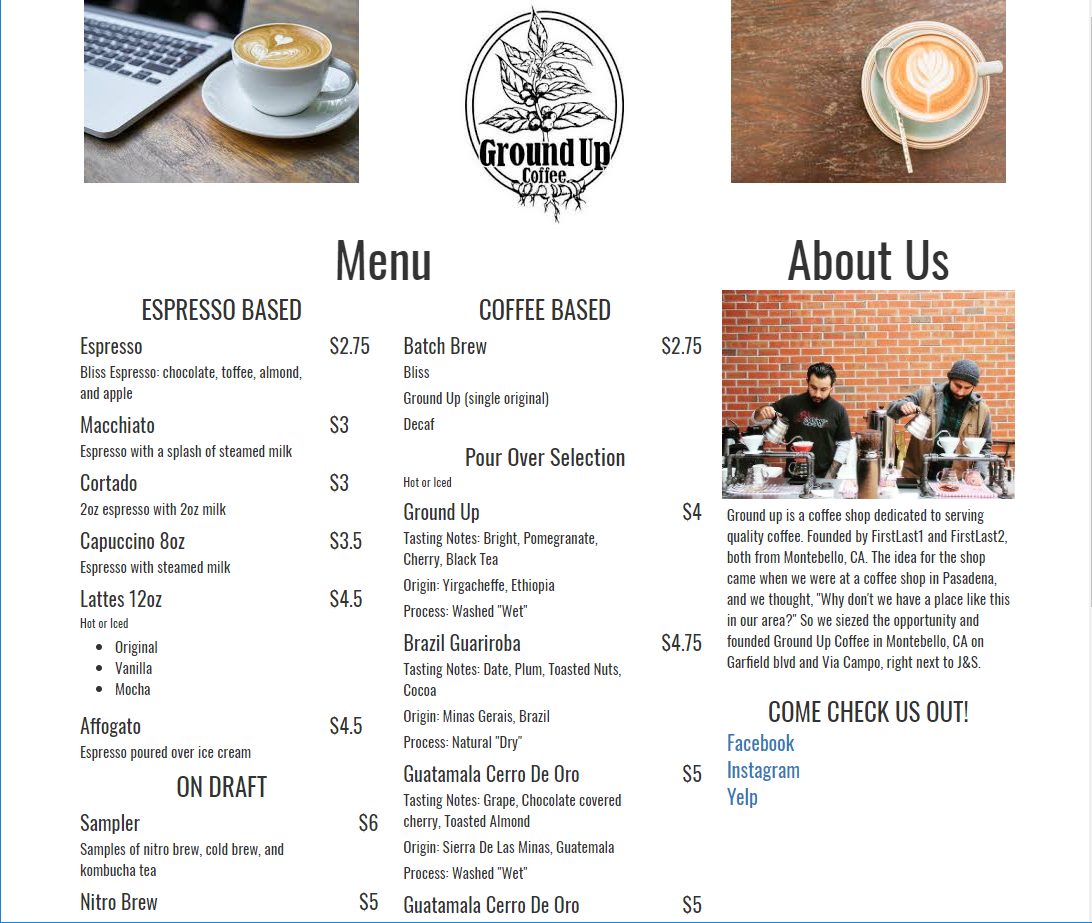 Ground Up
Coffee
Menu
ESPRESSO BASED
Espresso $2.75
Bliss Espresso: chocolate, toffee, almond,
and apple
Macchiato $3
Espresso with a splash of steamed milk
Cortado $3
2oz espresso with 2oz milk
Capuccino 8oz $3.5
Espresso with steamed milk
Lattes 12oz $4.5
Hot or Iced
• Original
• Vanilla
• Mocha
Affogato $4.5
Espresso poured over ice cream
ON DRAFT
Sampler $6
Samples of nitro brew, cold brew, and
kombucha tea
Nitro Brew $5
COFFEE BASED
Batch Brew $2.75
Bliss
Ground Up (single original)
Decaf
Pour Over Selection
Hot or Iced
Ground Up $4
Tasting Notes: Bright, Pomegranate,
Cherry, Black Tea
Origin: Yirgacheffe, Ethiopia
Process: Washed "Wet"
Brazil Guariroba $4.75
Tasting Notes: Date, Plum, Toasted Nuts,
Cocoa
Origin: Minas Gerais, Brazil
Process: Natural "Dry"
Guatamala Cerro De Oro $5
Tasting Notes: Grape, Chocolate covered
cherry, Toasted Almond
Origin: Sierra De Las Minas, Guatemala
Process: Washed "Wet"
Guatamala Cerro De Oro $5
About Us
Ground up is a coffee shop dedicated to serving
quality coffee. Founded by FirstLast1 and FirstLast2,
both from Montebello, CA. The idea for the shop
came when we were at a coffee shop in Pasadena,
and we thought, "Why don't we have a place like this
in our area?" So we siezed the opportunity and
founded Ground Up Coffee in Montebello, CA on
Garfield blvd and Via Campo, right next to J&S.
COME CHECK US OUT!
Facebook
Instagram
Yelp